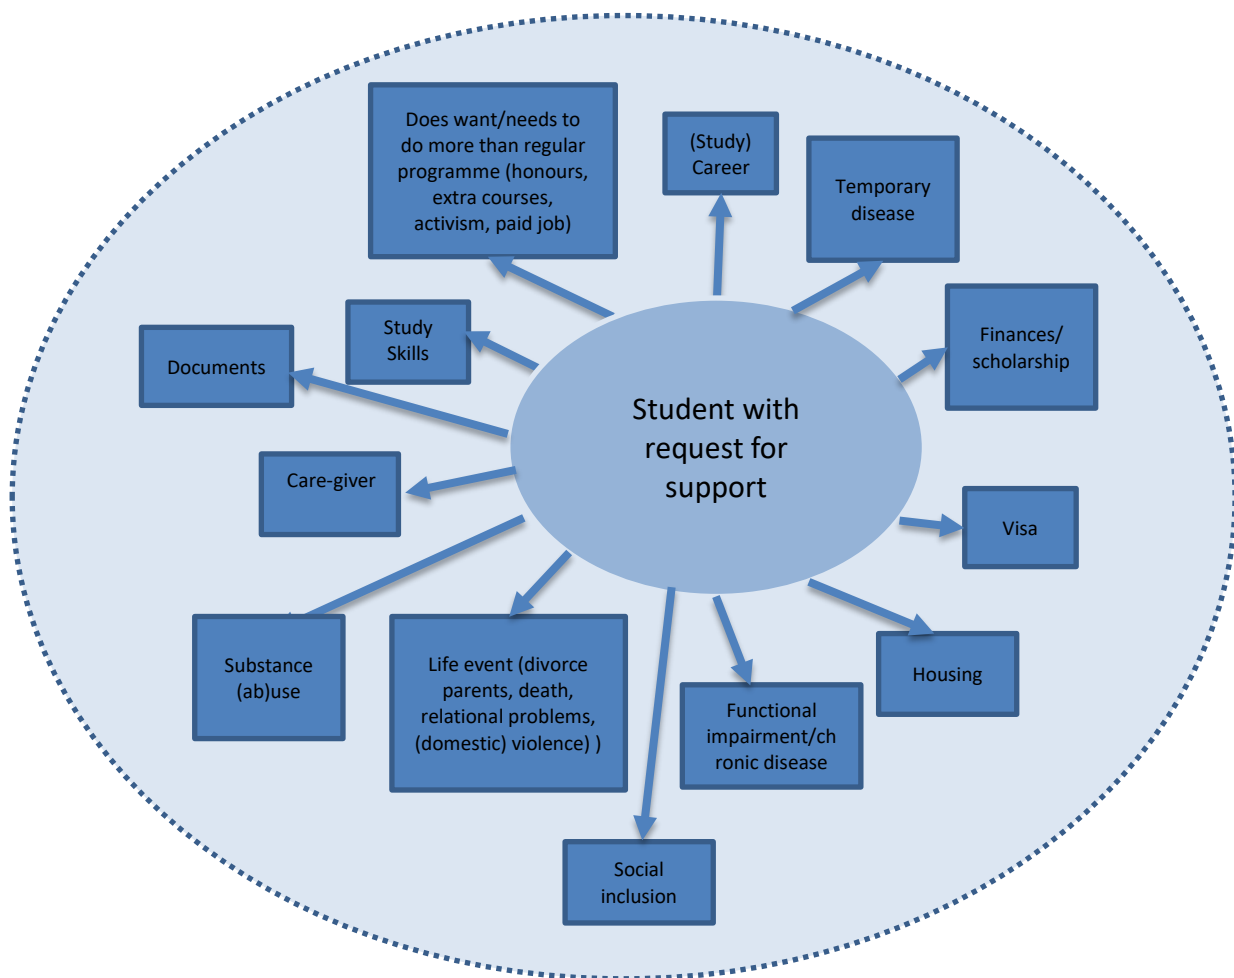 Does want/needs to
do more than regular
programme (honours,
extra courses,
activism, paid job)
(Study)
Career
Temporary
disease
Finances/
scholarship
Study
Skills
Documents
Student with
request for
support
Care-giver
Visa
Substance
(ab)use
Life event (divorce
parents, death,
relational problems,
(domestic) violence) )
Functional
impairment/ch
ronic disease
Housing
Social
inclusion